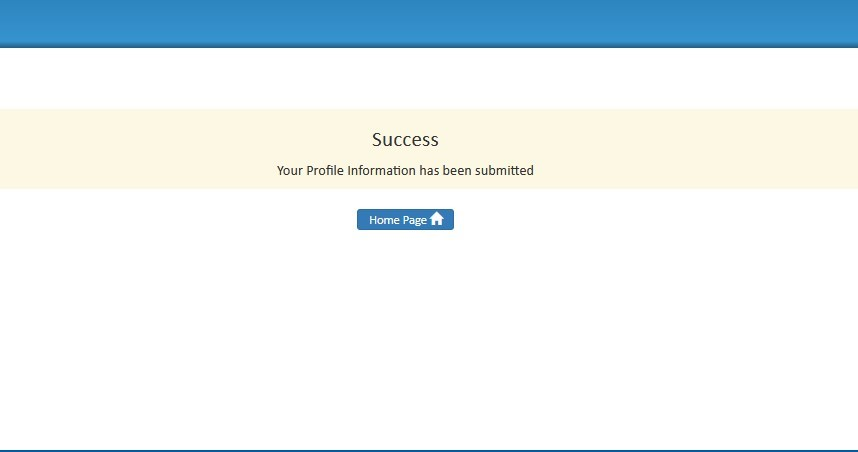 Success
Your Profile Information has been submitted
Home Page